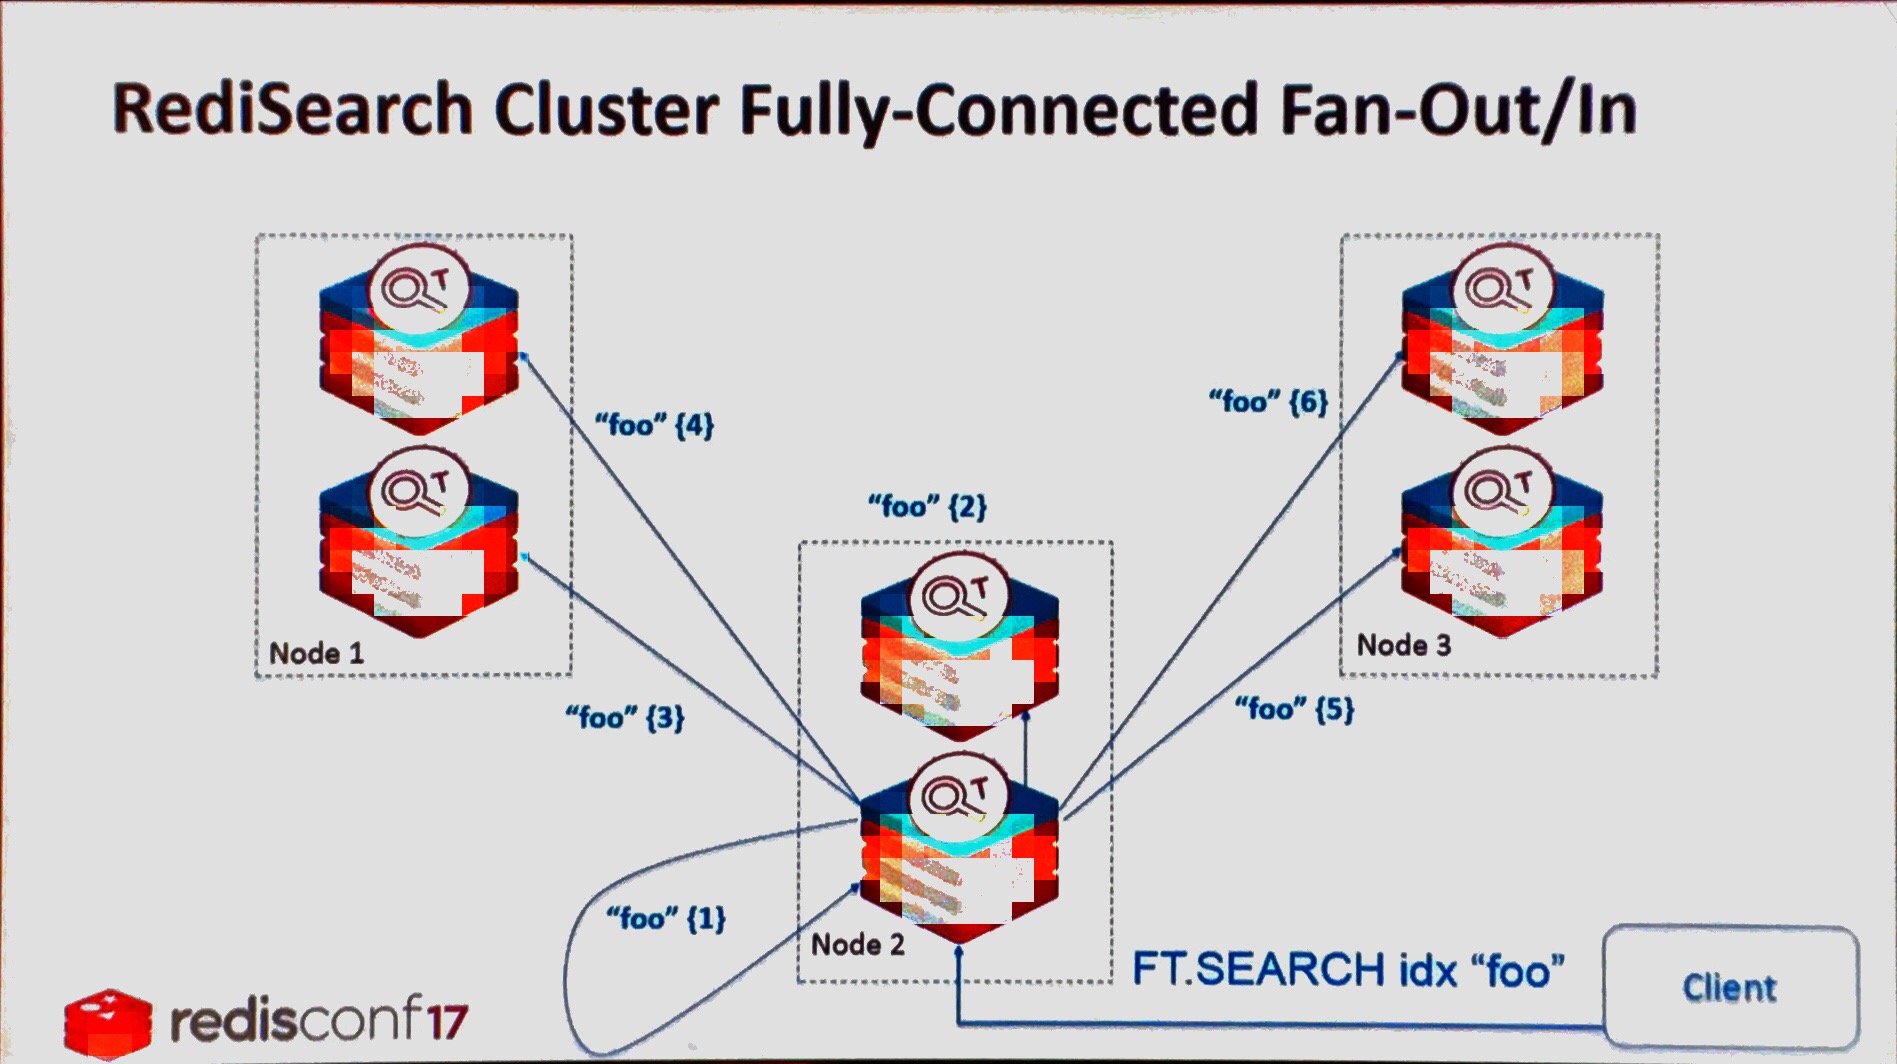 RediSearch Cluster Fully-Connected Fan-Out/In
T
T
"foo" {4}
"foo" {6}
T
T
"foo" {2}
T
Node 1
Node 3
"foo" {3}
"foo" {5}
T
"foo" {1}
Node 2
FT.SEARCH idx "foo"
Client
redisconf17